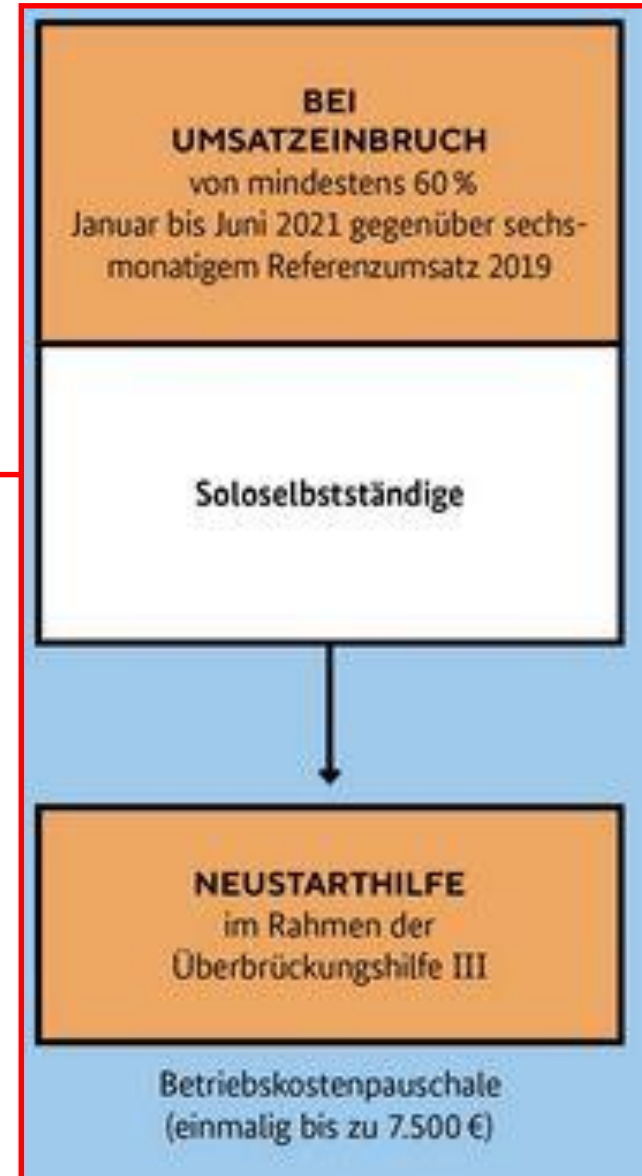 BEI
UMSATZEINBRUCH
von mindestens 60 %
Januar bis Juni 2021 gegenüber sechs-
monatigem Referenzumsatz 2019
Soloselbstständige
NEUSTARTHILFE
im Rahmen der
Überbrückungshilfe III
Betriebskostenpauschale
(einmalig bis zu 7.500 €)